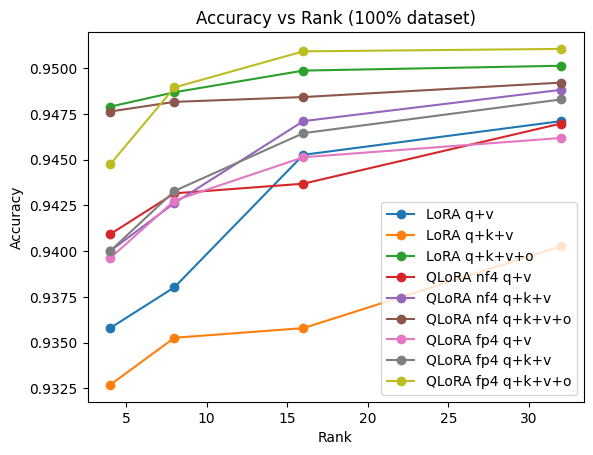 Accuracy vs Rank (100% dataset)
Accuracy
0.9500
0.9475
0.9450
0.9425
0.9400
0.9375
0.9350
0.9325
LoRA q+v
LoRA q+k+v
LoRA q+k+v+o
QLoRA nf4 q+v
QLoRA nf4 q+k+v
QLoRA nf4 q+k+v+o
QLoRA fp4 q+v
QLoRA fp4 q+k+v
QLoRA fp4 q+k+v+o
5
10
15
20
25
30
Rank